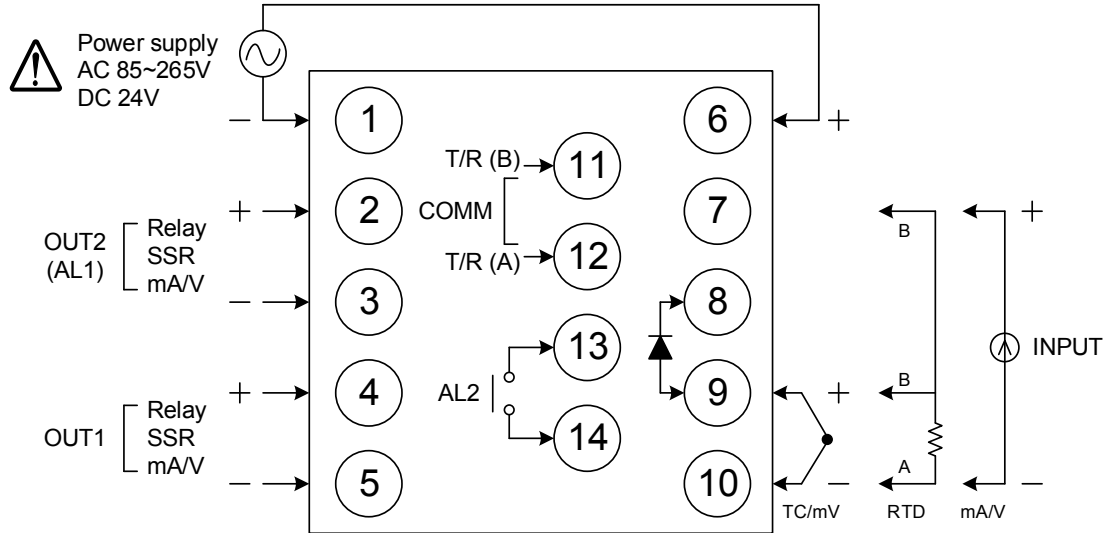 Power supply
AC 85~265V
DC 24V
− 1
6 +
T/R (B) 11
+ 2
COMM
7
B
+
OUT2
(AL1)
Relay
SSR
mA/V
T/R (A) 12
− 3
8
13
INPUT
+ 4
AL2
9 +
B
OUT1
Relay
SSR
mA/V
14
− 5
10 −
A
−
TC/mV RTD mA/V